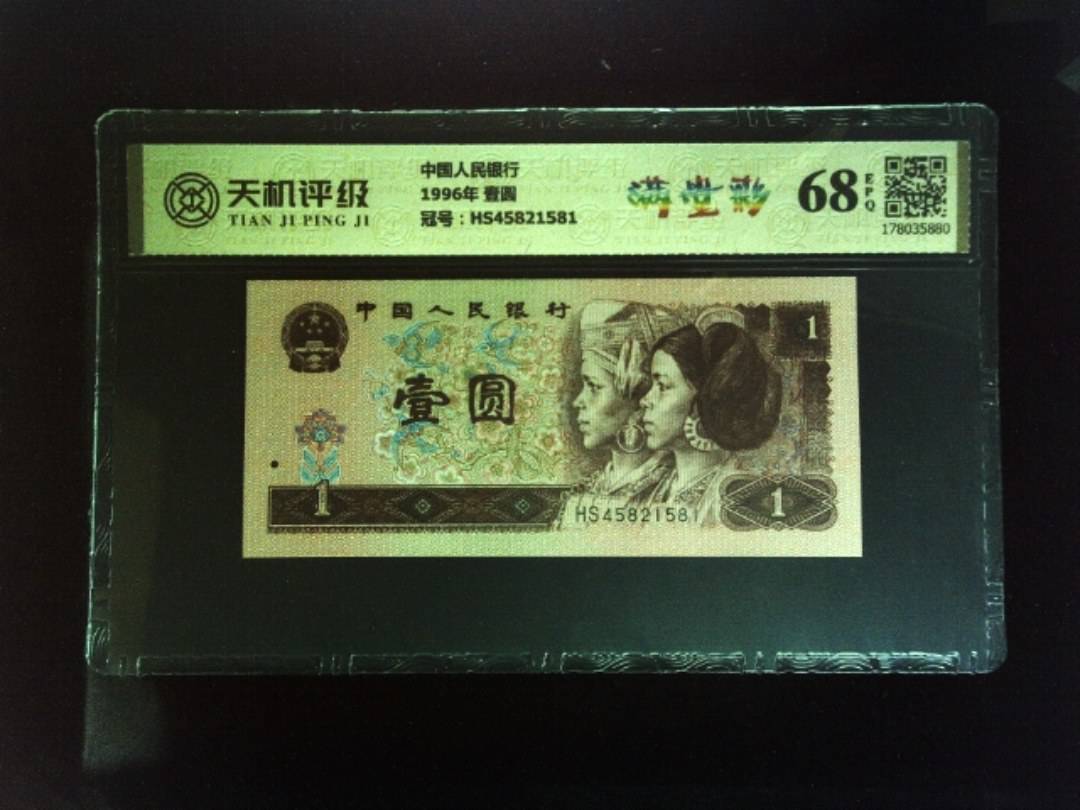 天机评级
TIAN JI PING JI
中国人民银行
1996年 壹圆
冠号：HS45821581
满堂彩
68
EPQ
178035880
中国人民银行
1
壹圆
1
HS45821581
1